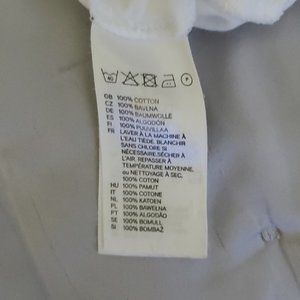 GB 100% COTTON
CZ 100% BAVLNA
DE 100% BAUMWOLLE
ES 100% ALGODÓN
FI 100% PUUVILLAA
FR LAVER À LA MACHINE À
L'EAU TIÈDE. BLANCHIR
SANS CHLORE SI
NÉCESSAIRE. SÉCHER À
L'AIR. REPASSER À
TEMPÉRATURE MOYENNE.
ou NETTOYAGE À SEC.
100% COTON
HU 100% PAMUT
IT 100% COTONE
NL 100% KATOEN
PL 100% BAWEŁNA
PT 100% ALGODÃO
SE 100% BOMULL
SI 100% BOMBAŽ